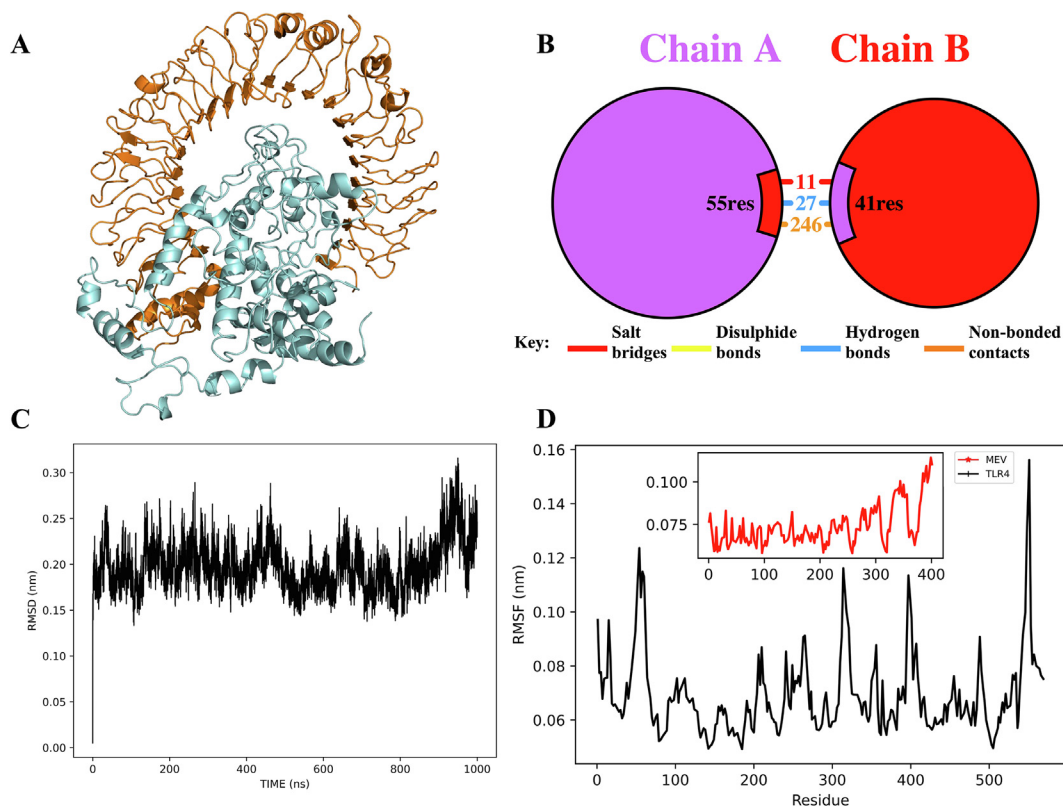 A
B
Chain A Chain B
55res
11
27
246
41res
Key:
Salt bridges
Disulphide bonds
Hydrogen bonds
Non-bonded contacts
C
0.30
0.25
0.20
0.15
0.10
0.05
0.00
RMSD (nm)
0 200 400 600 800 1000
TIME (ns)
D
0.16
0.14
0.12
0.10
0.08
0.06
RMSF (nm)
0.100
0.075
0 100 200 300 400
MEV
TLR4
0 100 200 300 400 500
Residue